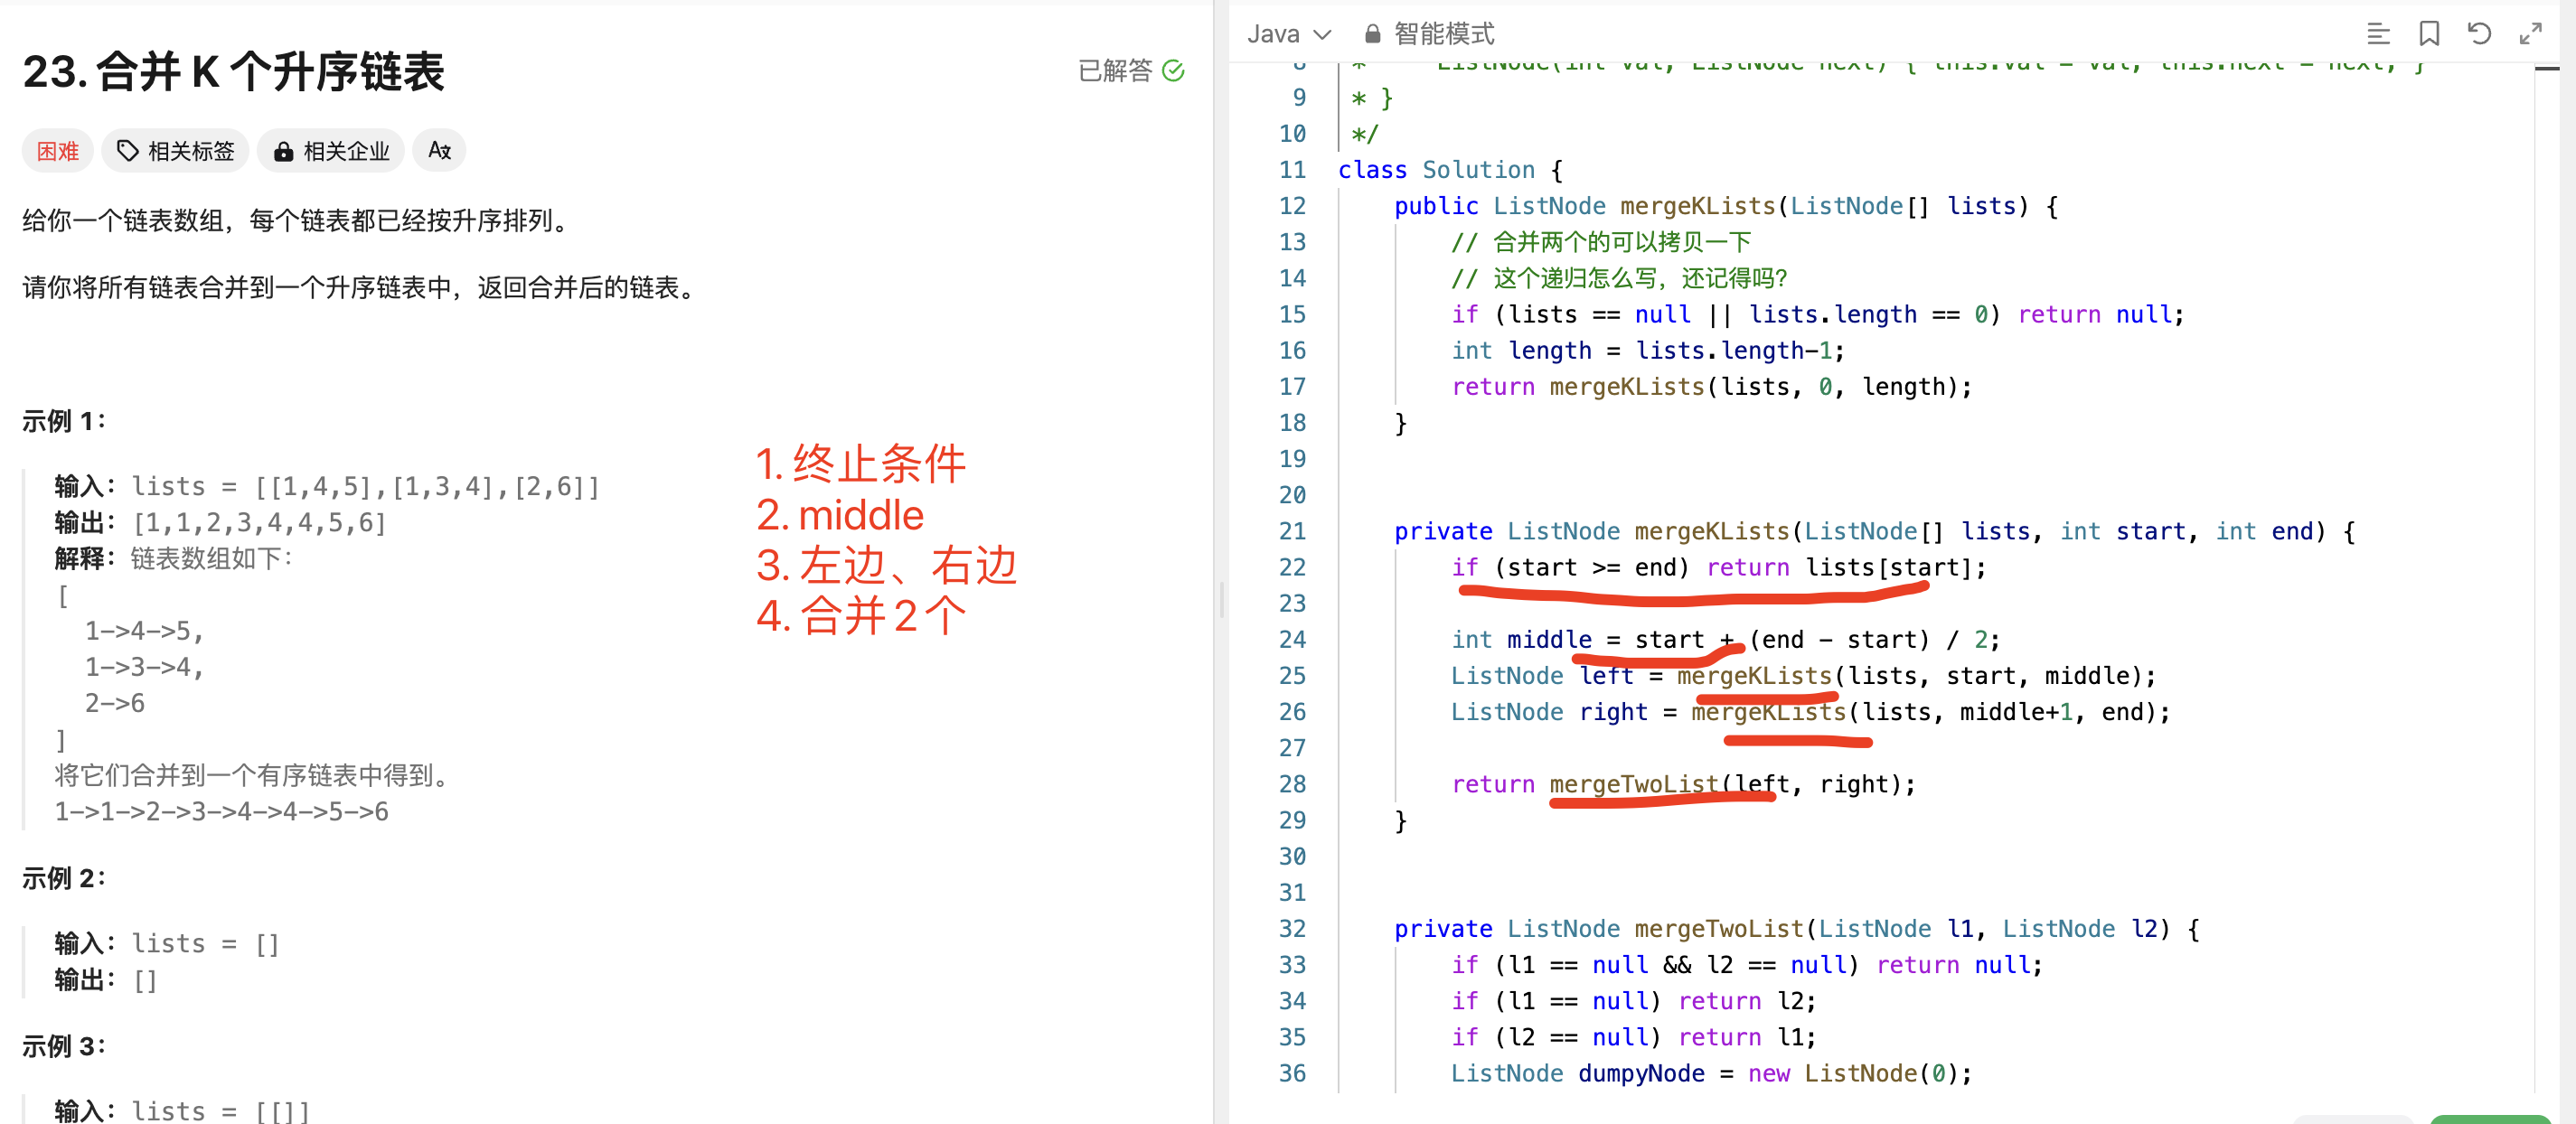 23. 合并 K 个升序链表
已解答
困难
相关标签
相关企业
给你一个链表数组，每个链表都已经按升序排列。
请你将所有链表合并到一个升序链表中，返回合并后的链表。
示例 1：
输入：lists = [[1,4,5],[1,3,4],[2,6]]
输出：[1,1,2,3,4,4,5,6]
解释：链表数组如下：
[
1->4->5,
1->3->4,
2->6
]
将它们合并到一个有序链表中得到。
1->1->2->3->4->4->5->6
示例 2：
输入：lists = []
输出：[]
示例 3：
输入：lists = [[]]
1. 终止条件
2. middle
3. 左边、右边
4. 合并2个
Java
智能模式
8 * ListNode(int val, ListNode next) { this.val = val; this.next = next; }
9 * }
10 */
11 class Solution {
12 public ListNode mergeKLists(ListNode[] lists) {
13 // 合并两个的可以拷贝一下
14 // 这个递归怎么写，还记得吗？
15 if (lists == null || lists.length == 0) return null;
16 int length = lists.length-1;
17 return mergeKLists(lists, 0, length);
18 }
19
20
21 private ListNode mergeKLists(ListNode[] lists, int start, int end) {
22 if (start >= end) return lists[start];
23
24 int middle = start + (end - start) / 2;
25 ListNode left = mergeKLists(lists, start, middle);
26 ListNode right = mergeKLists(lists, middle+1, end);
27
28 return mergeTwoList(left, right);
29 }
30
31
32 private ListNode mergeTwoList(ListNode l1, ListNode l2) {
33 if (l1 == null && l2 == null) return null;
34 if (l1 == null) return l2;
35 if (l2 == null) return l1;
36 ListNode dumpyNode = new ListNode(0);